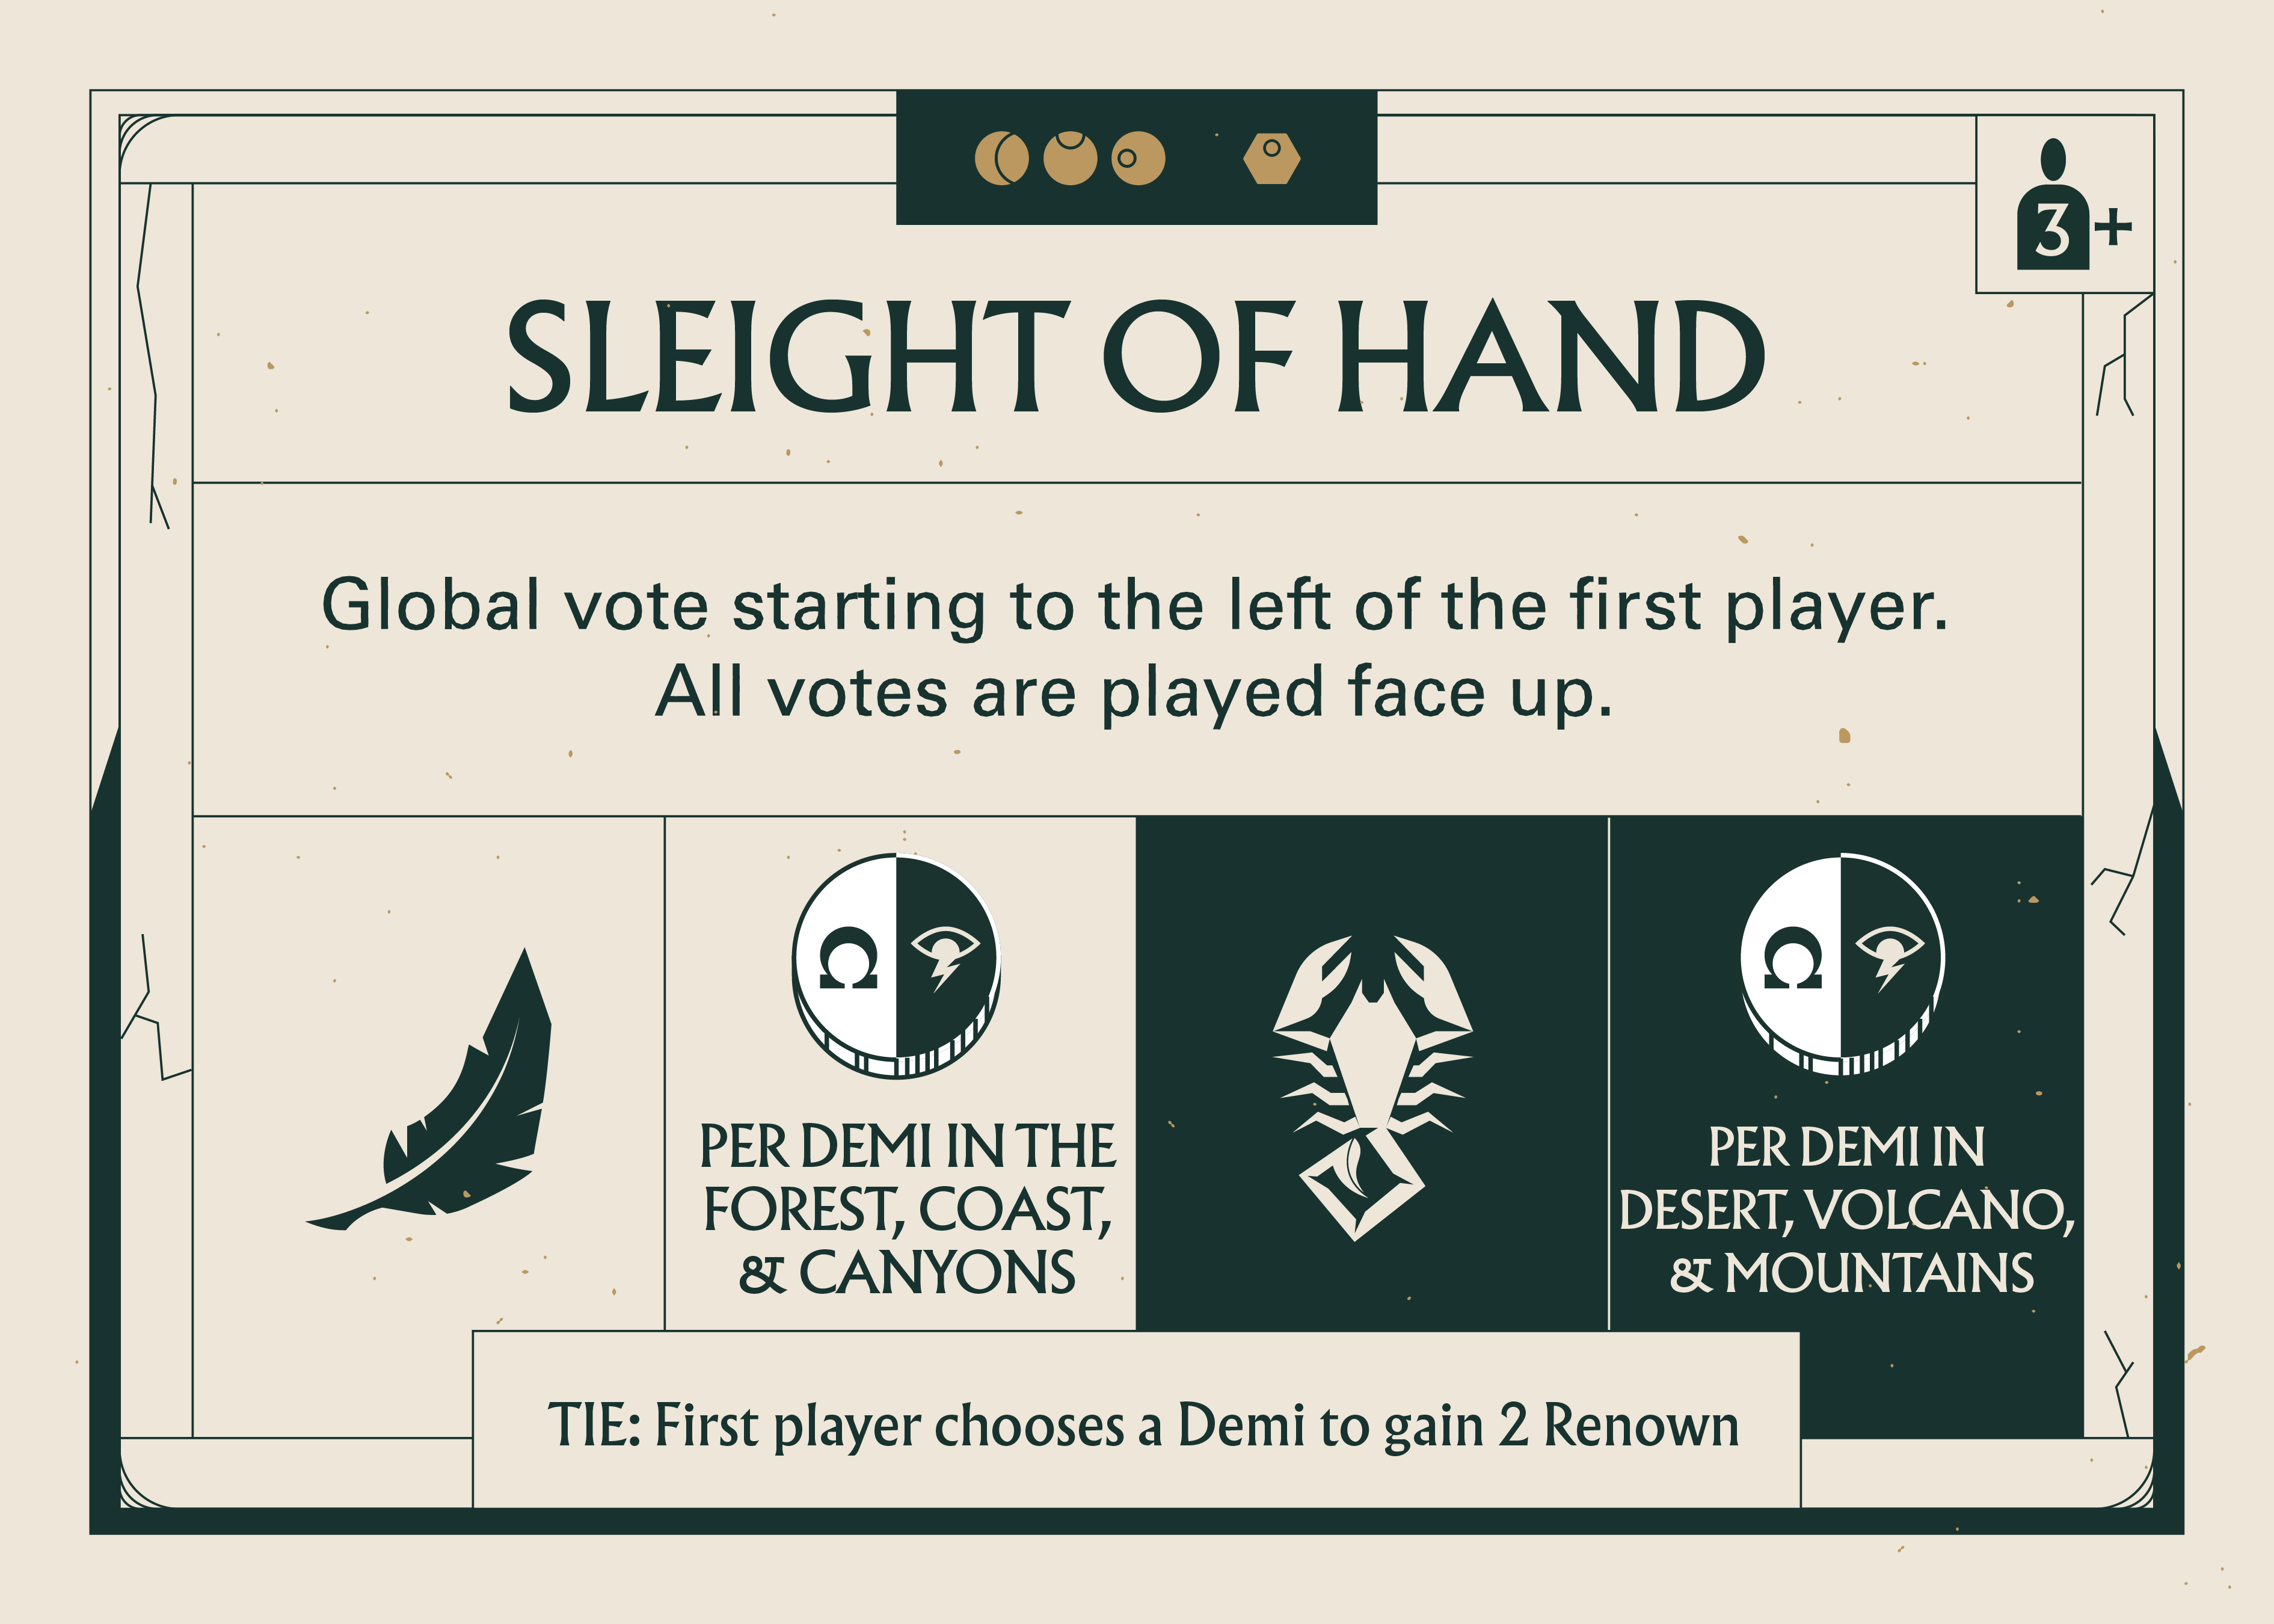 3+
SLEIGHT OF HAND
Global vote starting to the left of the first player.
All votes are played face up.
Ω
PER DEMI IN THE
FOREST, COAST,
& CANYONS
Ω
PER DEMI IN
DESERT, VOLCANO,
& MOUNTAINS
TIE: First player chooses a Demi to gain 2 Renown